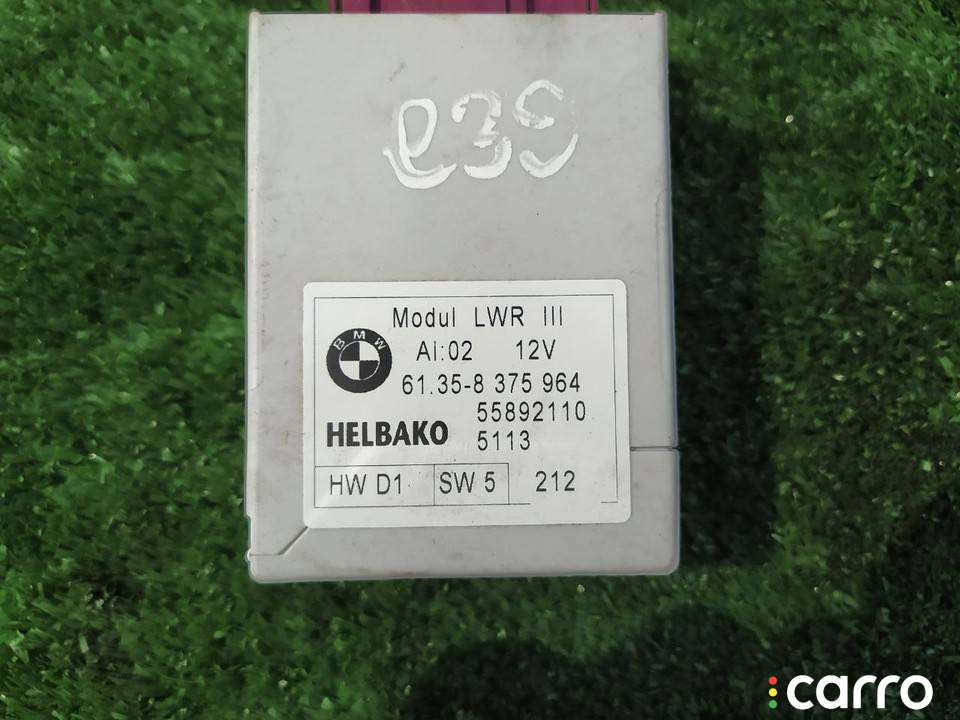 e39
Modul LWR III
BMW
AI:02 12V
61.35-8 375 964
55892110
HELBAKO 5113
HW D1 SW 5 212
carro